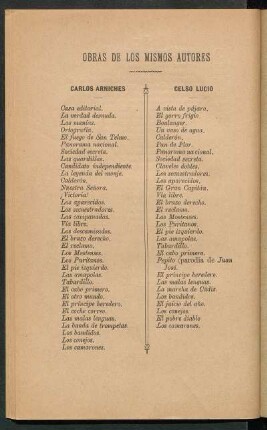 OBRAS DE LOS MISMOS AUTORES
CARLOS ARNICHES
Casa editorial.
La verdad desnuda.
Las manías.
Ortografía.
El fuego de San Telmo.
Panorama nacional.
Sociedad secreta.
Las guardillas.
Candidato independiente
La leyenda del monje.
Calderón.
Nuestra Señora.
¡Victoria!
Los aparecidos.
Los secuestradores.
Las campanadas.
Vía libre.
Los descamisados.
El brazo derecho.
El reclamo.
Los Mostenses.
Los Puritanos.
El pie izquierdo.
Las amapolas.
Tabardillo.
El cabo primero.
El otro mundo.
El príncipe heredero.
El coche correo.
Las malas lenguas.
La banda de trompetas.
Los bandidos.
Los conejos.
Los camarones.
CELSO LUCIO
A vista de pájaro.
El gorro frigio.
Boulanger.
Un vaso de agua.
Calderón.
Pan de Flor.
Panorama nacional.
Sociedad secreta.
Claveles dobles.
Los secuestradores.
Los aparecidos.
El Gran Capitán.
Vía libre.
El brazo derecho.
El reclamo.
Los Mostenses.
Los Puritanos
El pie izquierdo.
Las amapolas.
Tabardillo.
El cabo primero.
Pepito (parodia de Juan
José.
El príncipe heredero.
Las malas lenguas.
La marcha de Cádiz.
Los bandidos.
El juicio del año.
Los conejos
El pobre diablo
Los camarones.